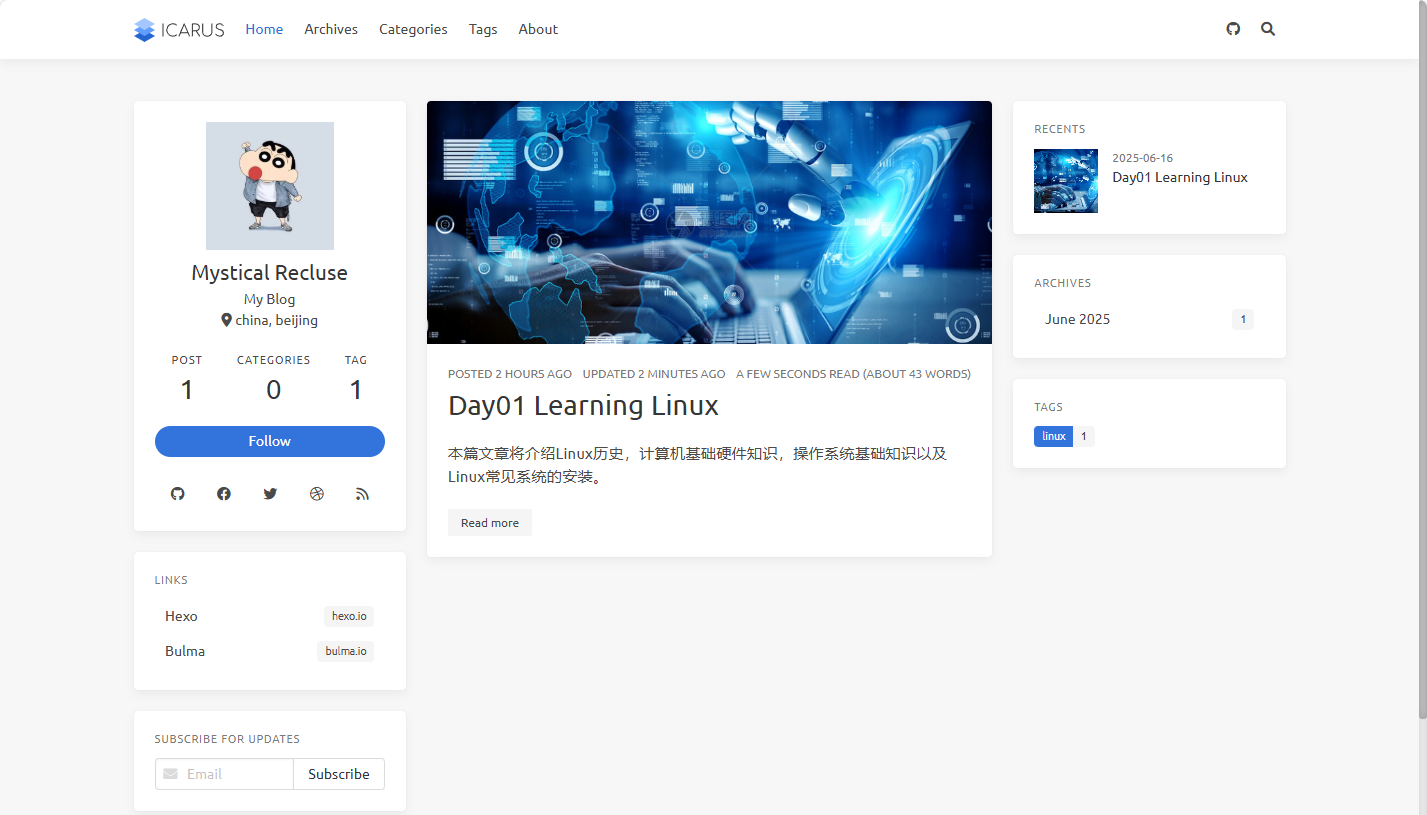 ICARUS Home Archives Categories Tags About
Mystical Recluse
My Blog
china, beijing
POST CATEGORIES TAG
1 0 1
Follow
LINKS
Hexo hexo.io
Bulma bulma.io
SUBSCRIBE FOR UPDATES
Email Subscribe
POSTED 2 HOURS AGO UPDATED 2 MINUTES AGO A FEW SECONDS READ (ABOUT 43 WORDS)
Day01 Learning Linux
本篇文章将介绍Linux历史，计算机基础硬件知识，操作系统基础知识以及
Linux常见系统的安装。
Read more
RECENTS
2025-06-16
Day01 Learning Linux
ARCHIVES
June 2025 1
TAGS
linux 1